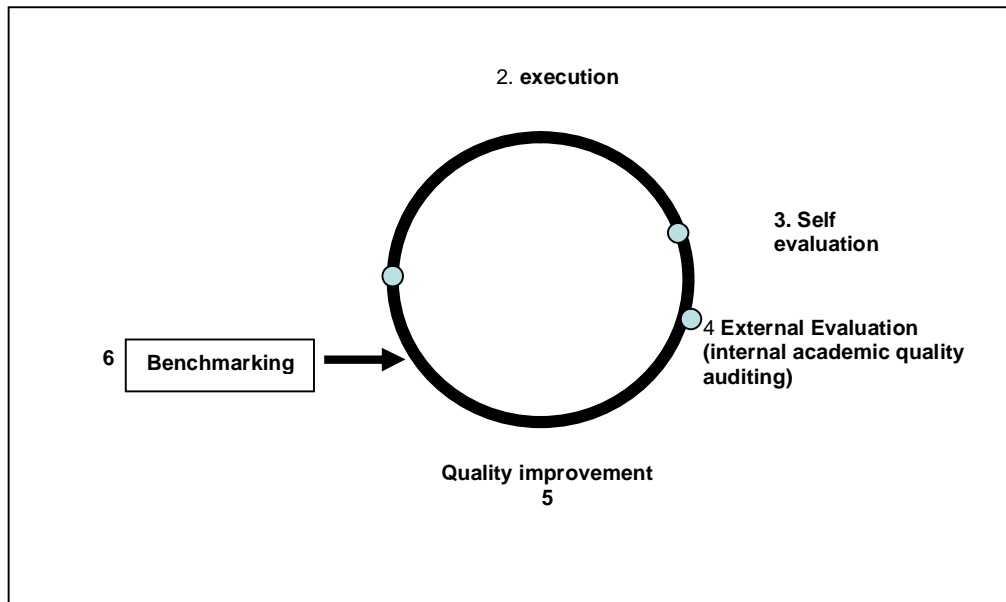 2. execution
3. Self
evaluation
4 External Evaluation
(internal academic quality
auditing)
6
Benchmarking
Quality improvement
5